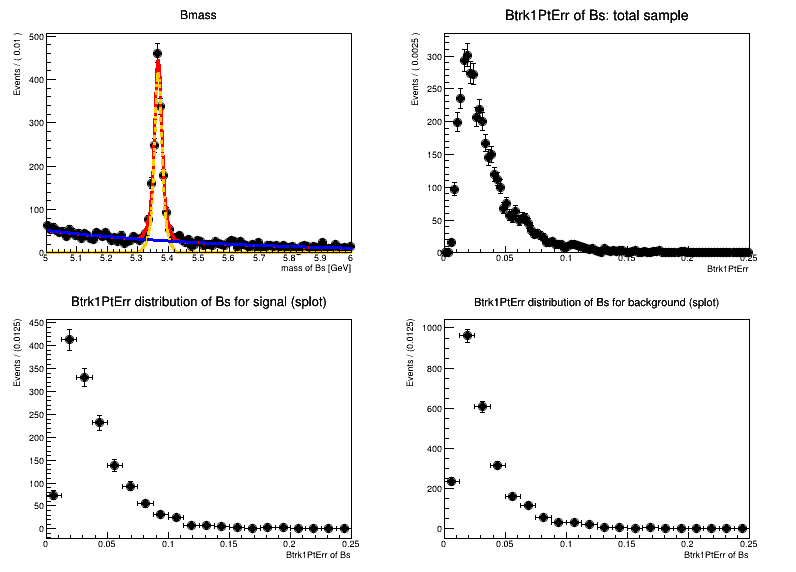 Bmass
Events / ( 0.01 )
500
400
300
200
100
0
5 5.1 5.2 5.3 5.4 5.5 5.6 5.7 5.8 5.9 6
mass of Bs [GeV]
Btrk1PtErr of Bs: total sample
Events / ( 0.0025 )
300
250
200
150
100
50
0
0 0.05 0.1 0.15 0.2 0.25
Btrk1PtErr
Btrk1PtErr distribution of Bs for signal (splot)
Events / (0.0125)
450
400
350
300
250
200
150
100
50
0
0 0.05 0.1 0.15 0.2 0.25
Btrk1PtErr of Bs
Btrk1PtErr distribution of Bs for background (splot)
Events / (0.0125)
1000
800
600
400
200
0
0 0.05 0.1 0.15 0.2 0.25
Btrk1PtErr of Bs